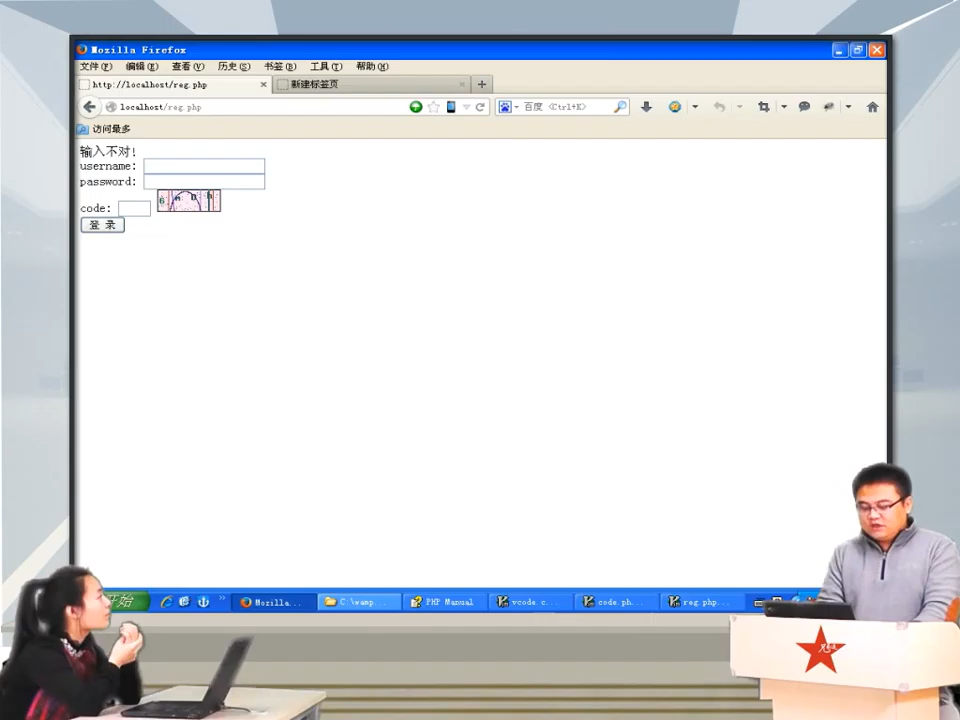 Mozilla Firefox
文件(F) 编辑(E) 查看(V) 历史(S) 书签(B) 工具(T) 帮助(H)
http://localhost/reg.php × 新建标签页 × +
localhost/reg.php 百度 <Ctrl+K>
访问最多
输入不对!
username:
password:
code:
登 录
开始 Mozilla... C:\wamp... PHP Manual vcode c... code.ph... reg.php...